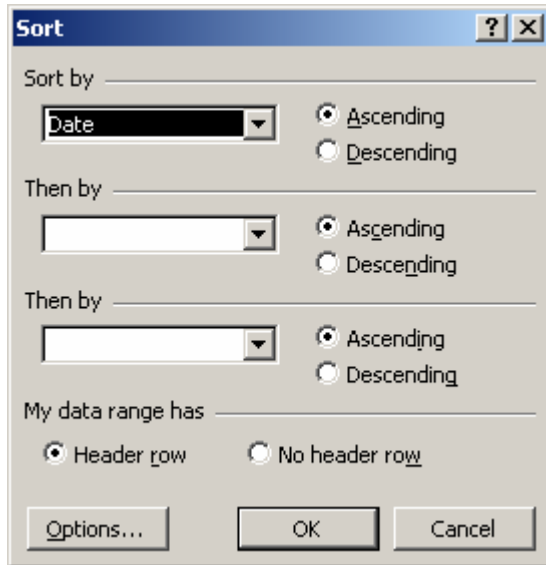 Sort
Sort by
Date
Ascending
Descending
Then by
Ascending
Descending
Then by
Ascending
Descending
My data range has
Header row
No header row
Options...
OK
Cancel